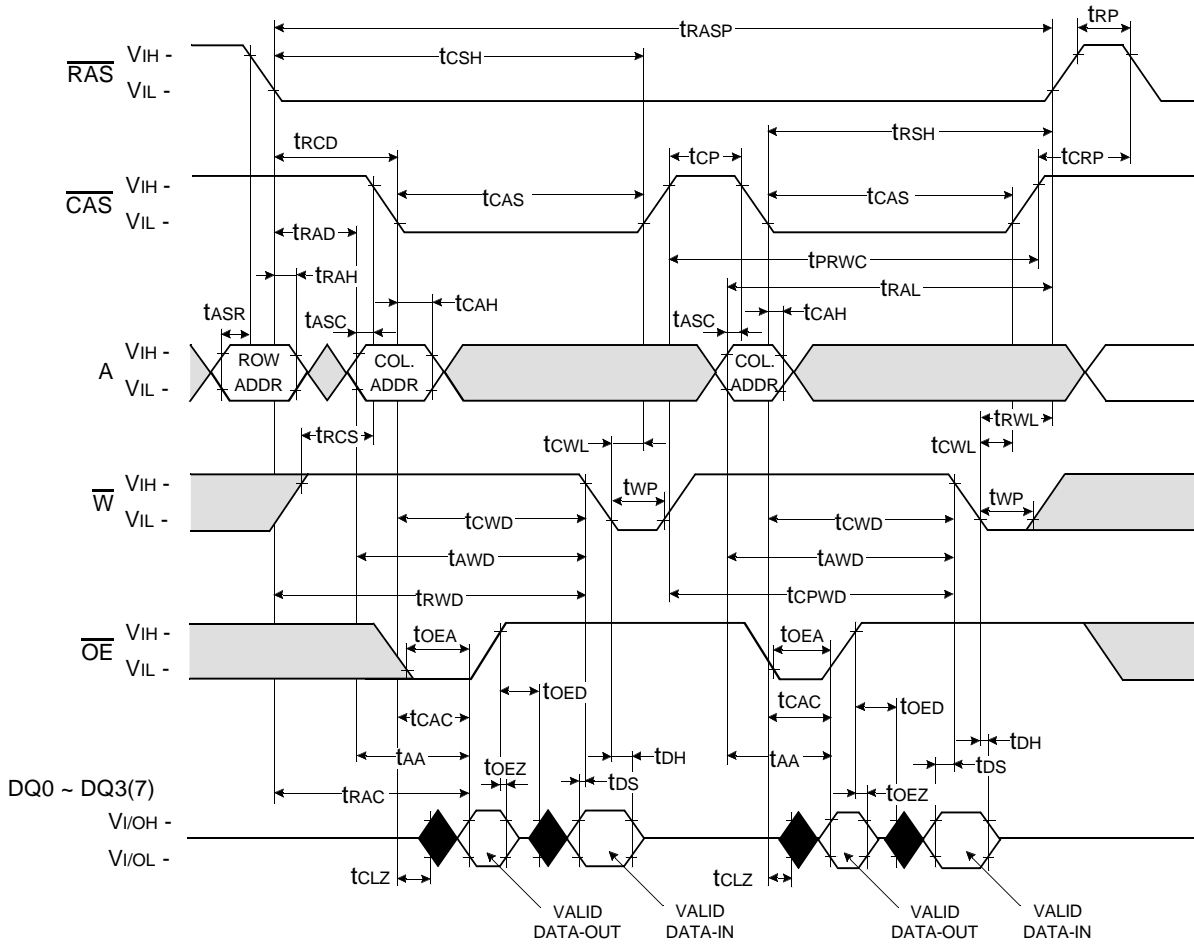 tRASP
tRP
tCSH
RAS
VIH -
VIL -
tRCD
tRSH
tCP
tCRP
CAS
VIH -
VIL -
tCAS
tCAS
tRAD
tPRWC
tRAH
tRAL
tASR
tASC
tCAH
tASC
tCAH
A
VIH -
VIL -
ROW
ADDR
COL.
ADDR
COL.
ADDR
tRCS
tCWL
tRWL
tCWL
W
VIH -
VIL -
tWP
tWP
tCWD
tCWD
tAWD
tAWD
tRWD
tCPWD
OE
VIH -
VIL -
tOEA
tOEA
tOED
tOED
tCAC
tCAC
tAA
tDH
tAA
tDH
tOEZ
tDS
tOEZ
tDS
DQ0 ~ DQ3(7)
tRAC
VI/OH -
VI/OL -
tCLZ
tCLZ
VALID
DATA-OUT
VALID
DATA-IN
VALID
DATA-OUT
VALID
DATA-IN